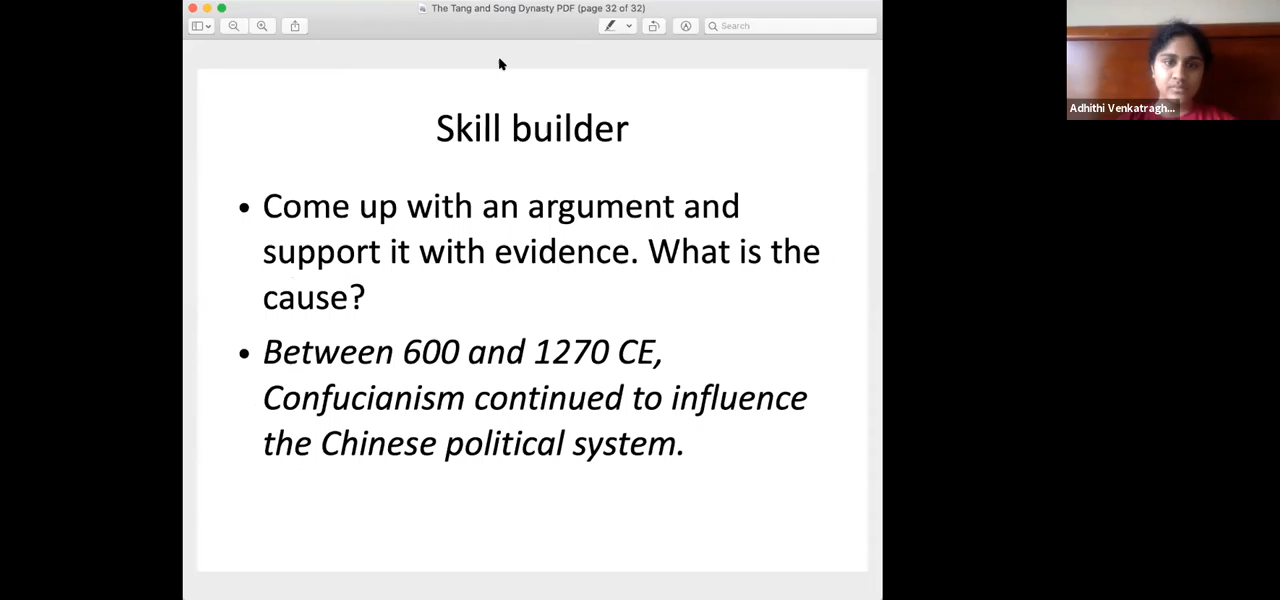 The Tang and Song Dynasty PDF (page 32 of 32)
Search
Adhithi Venkatragh...
Skill builder
• Come up with an argument and
support it with evidence. What is the
cause?
• Between 600 and 1270 CE,
Confucianism continued to influence
the Chinese political system.